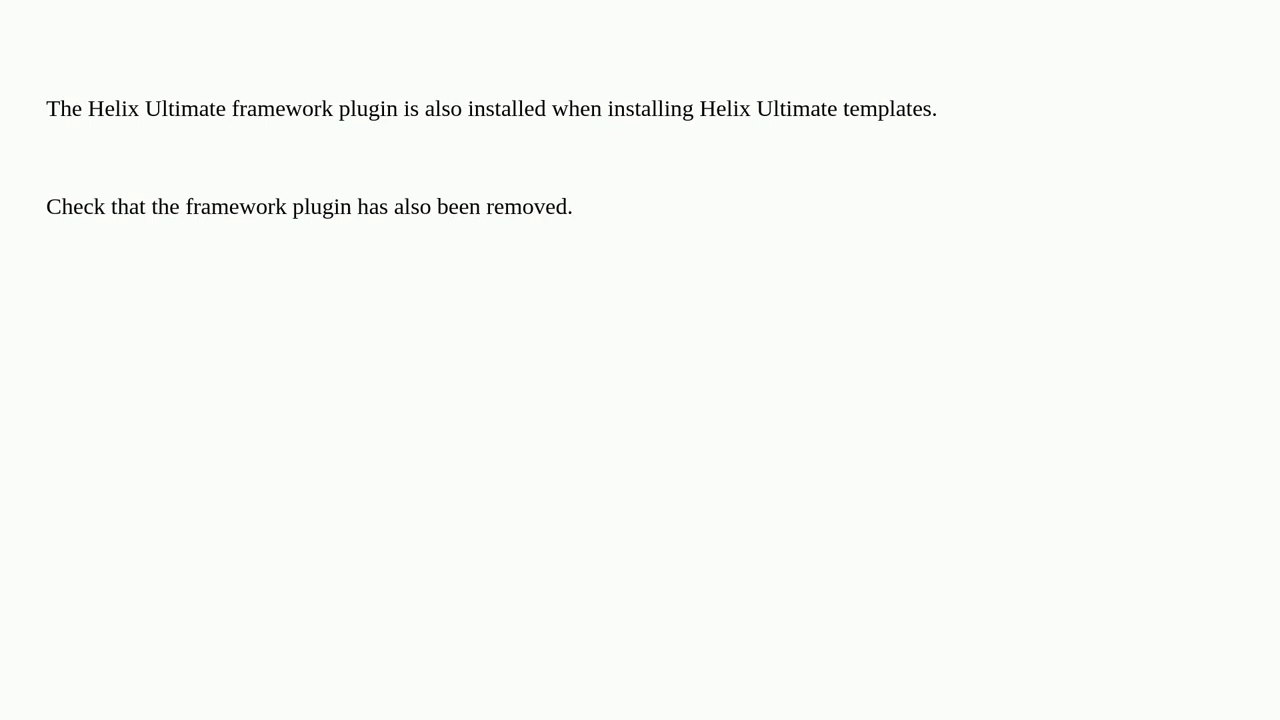 The Helix Ultimate framework plugin is also installed when installing Helix Ultimate templates.
Check that the framework plugin has also been removed.